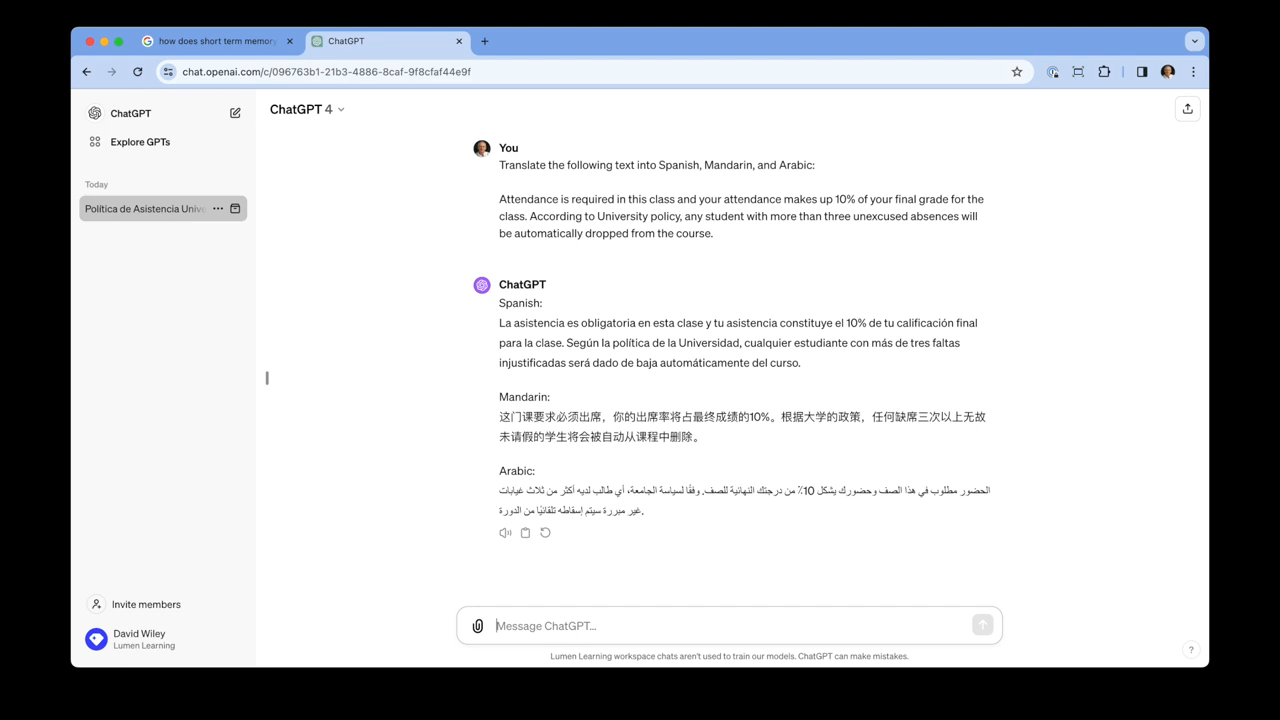 how does short term memory
ChatGPT
chat.openai.com/c/096763b1-21b3-4886-8caf-9f8cfaf44e9f
ChatGPT
Explore GPTs
Today
Política de Asistencia Unive
Invite members
David Wiley
Lumen Learning
ChatGPT 4
You
Translate the following text into Spanish, Mandarin, and Arabic:
Attendance is required in this class and your attendance makes up 10% of your final grade for the
class. According to University policy, any student with more than three unexcused absences will
be automatically dropped from the course.
ChatGPT
Spanish:
La asistencia es obligatoria en esta clase y tu asistencia constituye el 10% de tu calificación final
para la clase. Según la política de la Universidad, cualquier estudiante con más de tres faltas
injustificadas será dado de baja automáticamente del curso.
Mandarin:
这门课要求必须出席，你的出席率将占最终成绩的10%。根据大学的政策，任何缺席三次以上无故
未请假的学生将会被自动从课程中删除。
Arabic:
الحضور مطلوب في هذا الصف وحضورك يشكل 10٪ من درجتك النهائية للصف. وفقًا لسياسة الجامعة، أي طالب لديه أكثر من ثلاث غيابات
غير مبررة سيتم إسقاطه تلقائيًا من الدورة.
Message ChatGPT...
Lumen Learning workspace chats aren't used to train our models. ChatGPT can make mistakes.
?